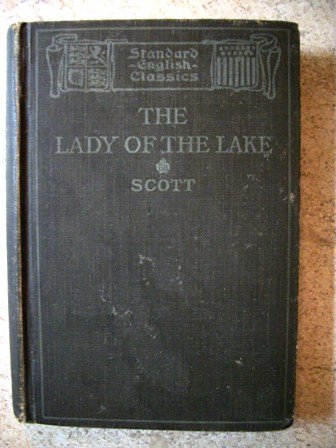 Standard
English
Classics
THE
LADY OF THE LAKE
SCOTT